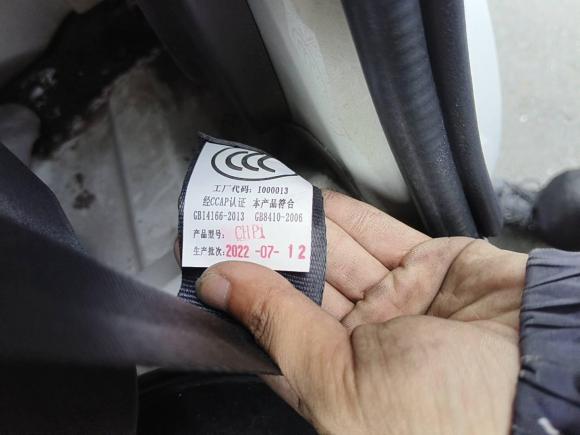 CCC
工厂代码: I000013
经CCAP认证 本产品符合
GB14166-2013 GB8410-2006
产品型号: CHP1
生产批次: 2022-07-12